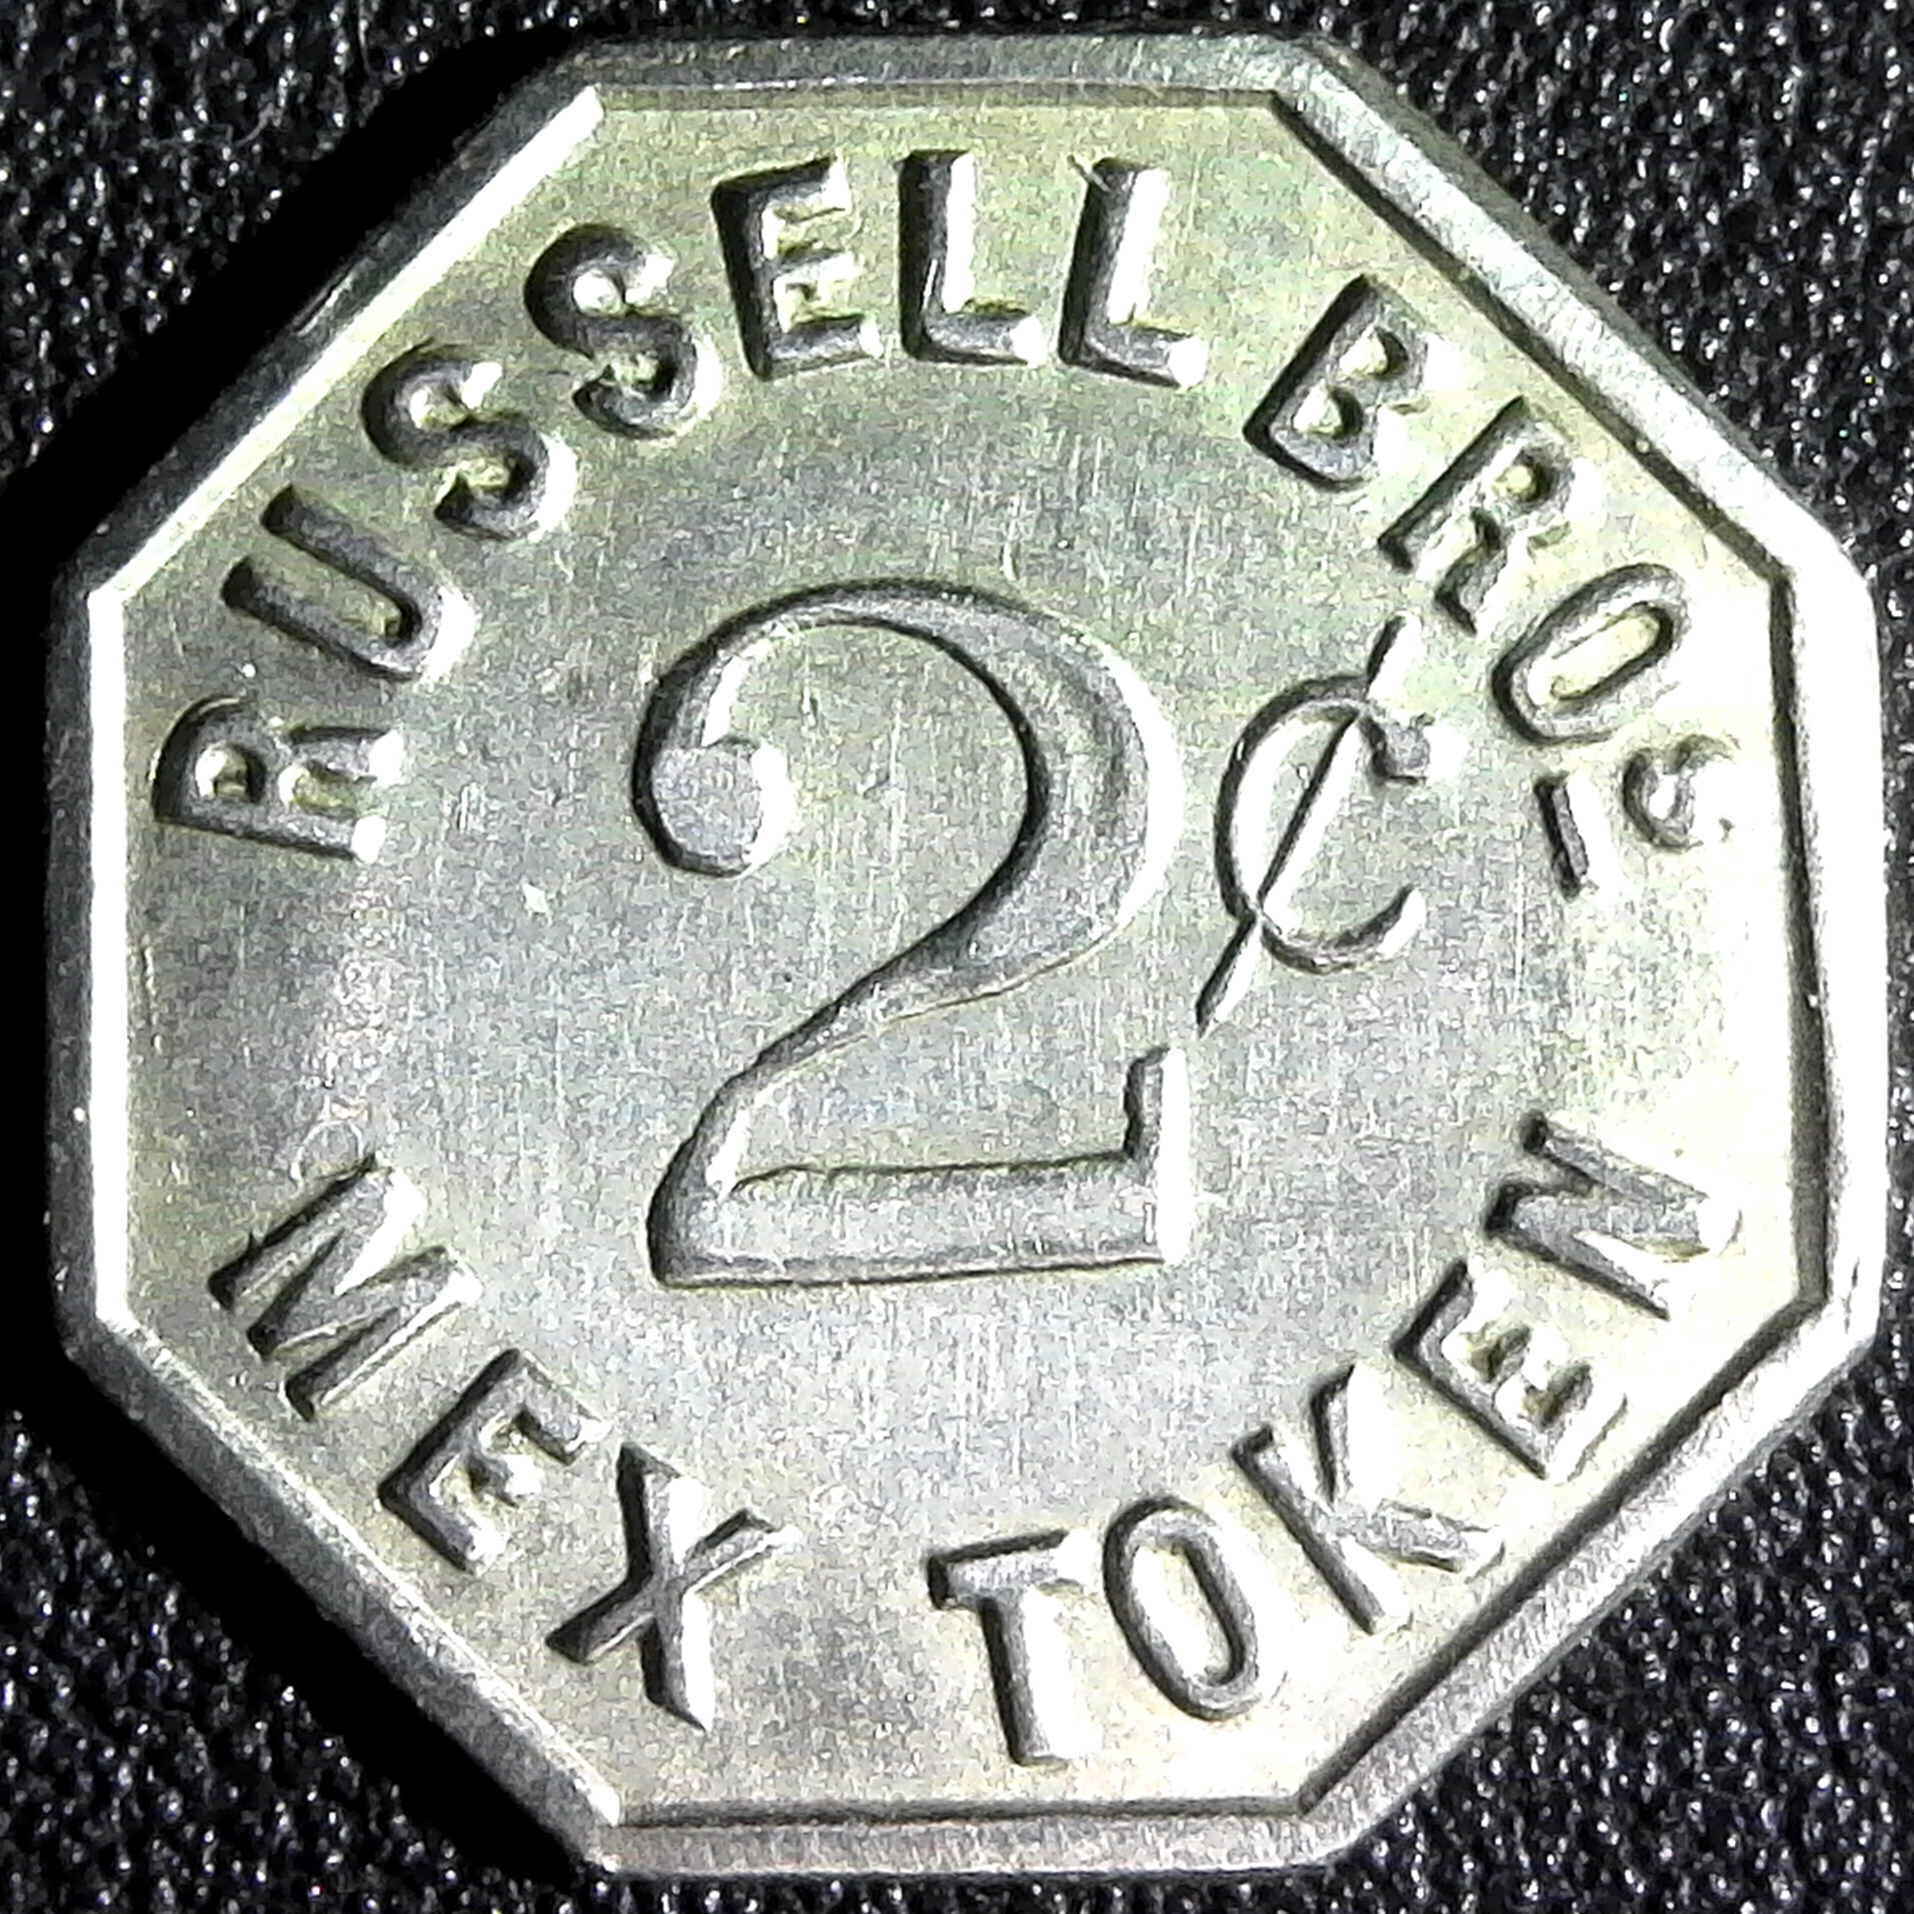 RUSSELL BROS
2¢
MEX TOKEN